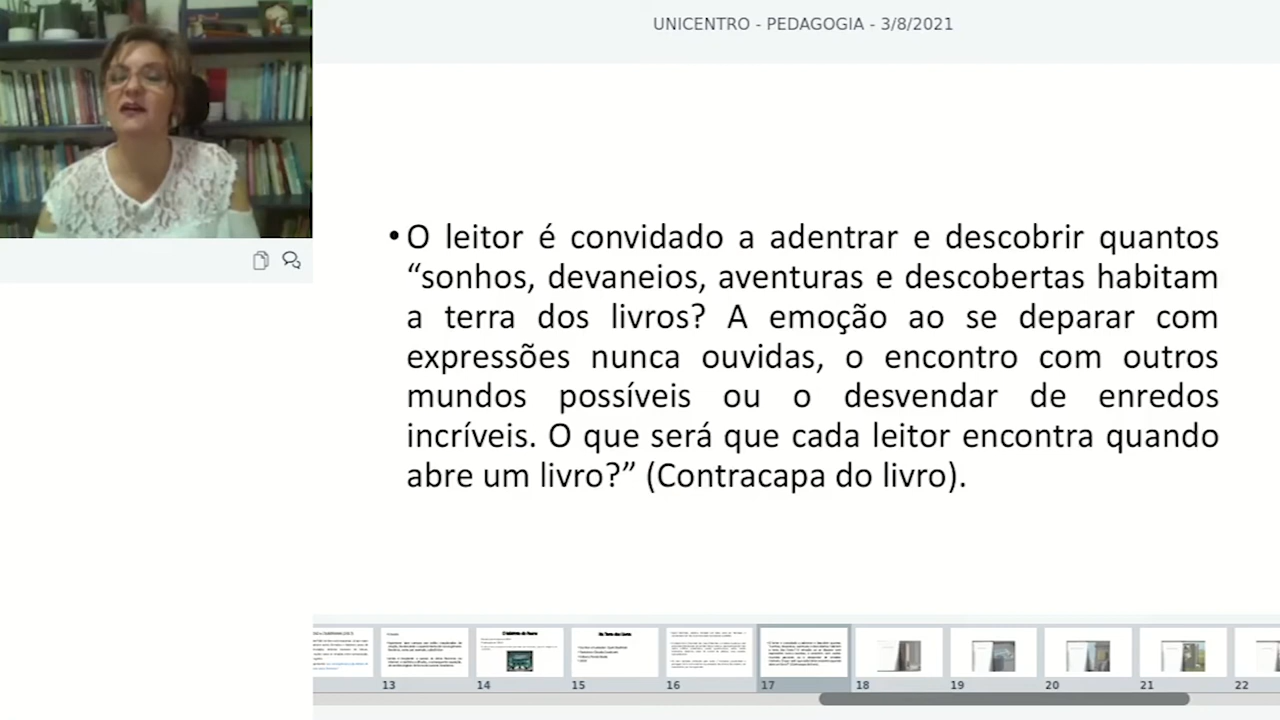 UNICENTRO - PEDAGOGIA - 3/8/2021
• O leitor é convidado a adentrar e descobrir quantos
“sonhos, devaneios, aventuras e descobertas habitam
a terra dos livros? A emoção ao se deparar com
expressões nunca ouvidas, o encontro com outros
mundos possíveis ou o desvendar de enredos
incríveis. O que será que cada leitor encontra quando
abre um livro?” (Contracapa do livro).
13 14 15 16 17 18 19 20 21 22